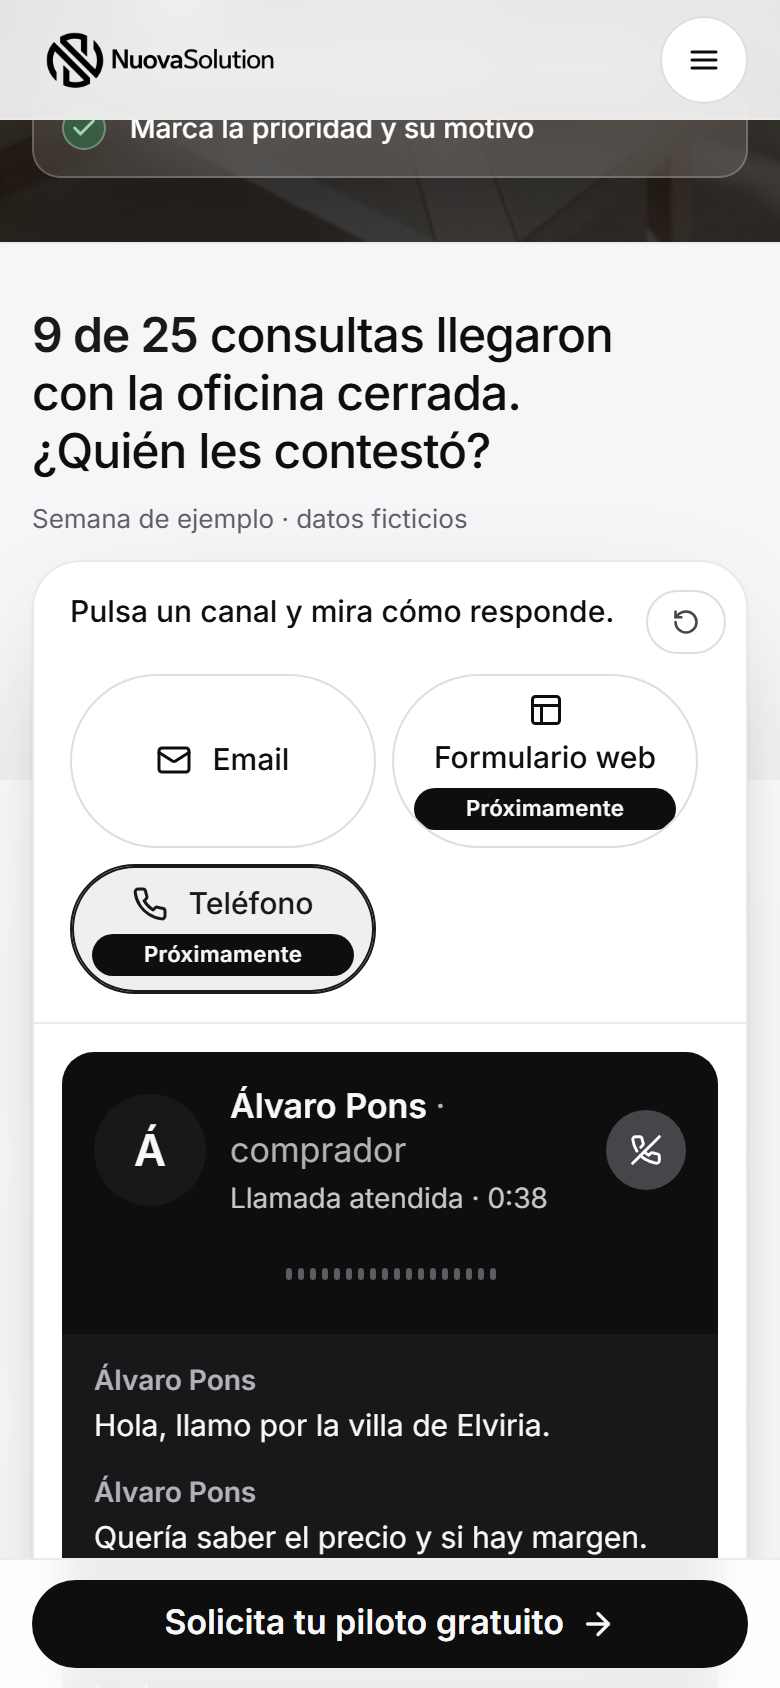 NuovaSolution
Marca la prioridad y su motivo
9 de 25 consultas llegaron
con la oficina cerrada.
¿Quién les contestó?
Semana de ejemplo · datos ficticios
Pulsa un canal y mira cómo responde.
Email
Formulario web
Próximamente
Teléfono
Próximamente
Á
Álvaro Pons ·
comprador
Llamada atendida · 0:38
Álvaro Pons
Hola, llamo por la villa de Elviria.
Álvaro Pons
Quería saber el precio y si hay margen.
Solicita tu piloto gratuito